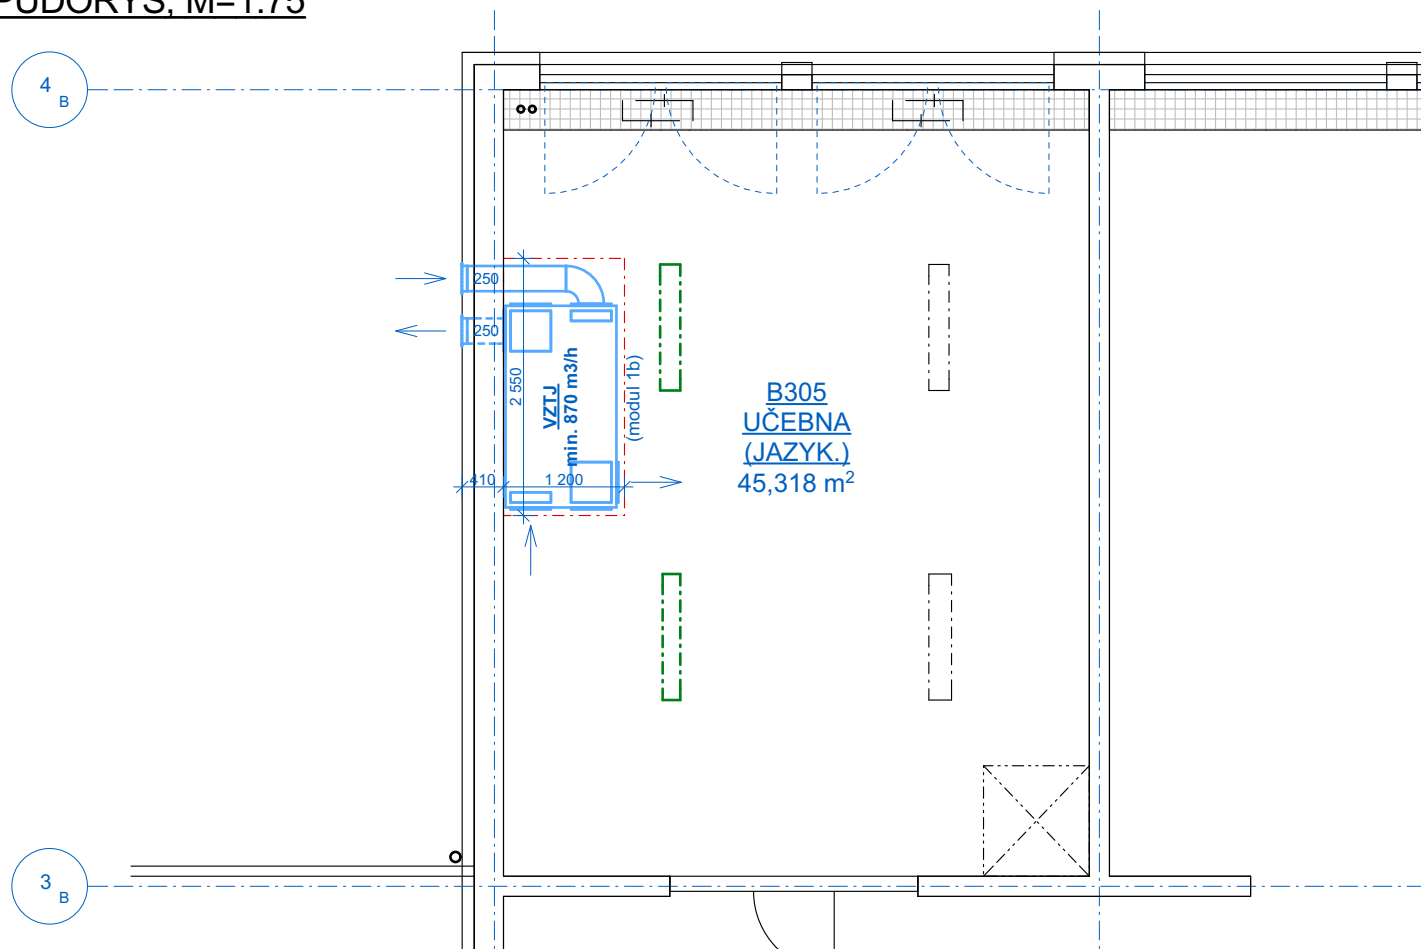 PŮDORYS, M=1:75
4
B
250
250
2 550
VZTJ
min. 870 m3/h
(modul 1b)
B305
UČEBNA
(JAZYK.)
45,318 m²
410
1 200
3
B